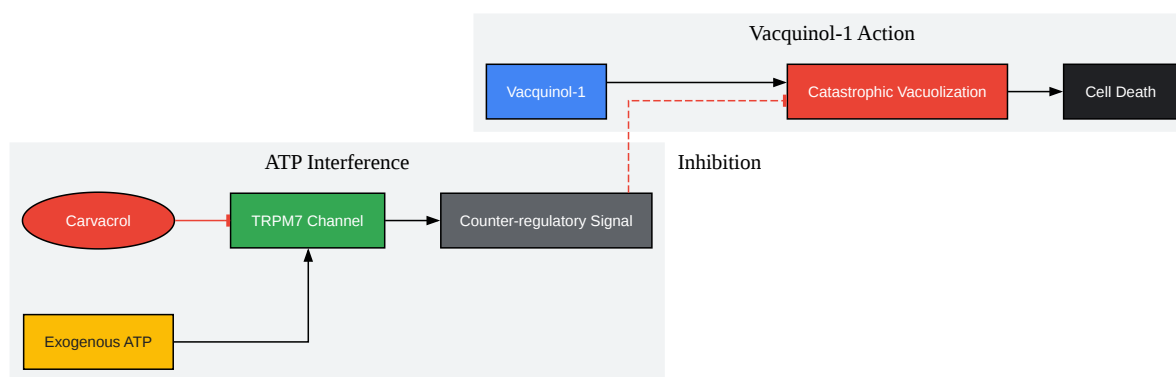 Vacquinol-1 Action
Vacquinol-1
Catastrophic Vacuolization
Cell Death
ATP Interference
Inhibition
Carvacrol
TRPM7 Channel
Counter-regulatory Signal
Exogenous ATP